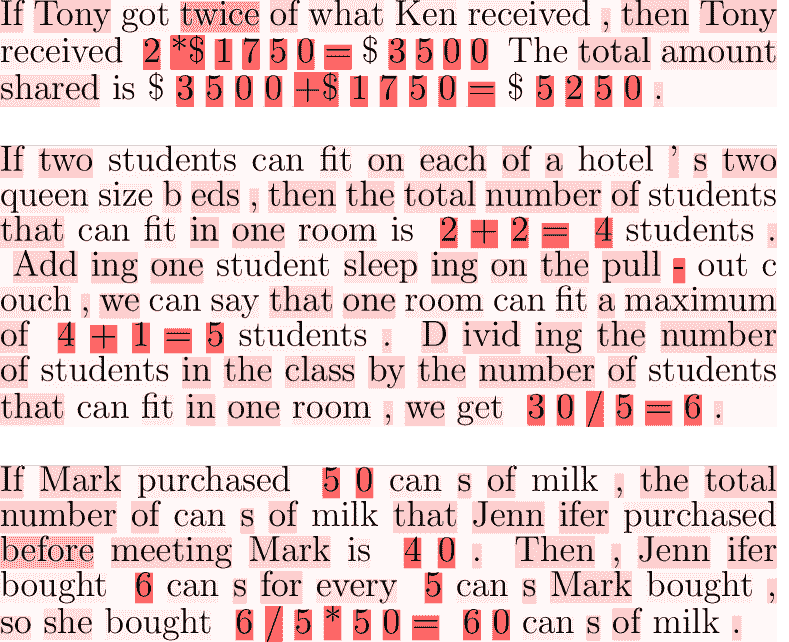 If Tony got twice of what Ken received , then Tony
received 2 *$ 1 7 5 0 = $ 3 5 0 0 The total amount
shared is $ 3 5 0 0 +$ 1 7 5 0 = $ 5 2 5 0 .
If two students can fit on each of a hotel ’ s two
queen size b eds , then the total number of students
that can fit in one room is 2 + 2 = 4 students .
Add ing one student sleep ing on the pull - out c
ouch , we can say that one room can fit a maximum
of 4 + 1 = 5 students . D ivid ing the number
of students in the class by the number of students
that can fit in one room , we get 3 0 / 5 = 6 .
If Mark purchased 5 0 can s of milk , the total
number of can s of milk that Jenn ifer purchased
before meeting Mark is 4 0 . Then , Jenn ifer
bought 6 can s for every 5 can s Mark bought ,
so she bought 6 / 5 * 5 0 = 6 0 can s of milk .